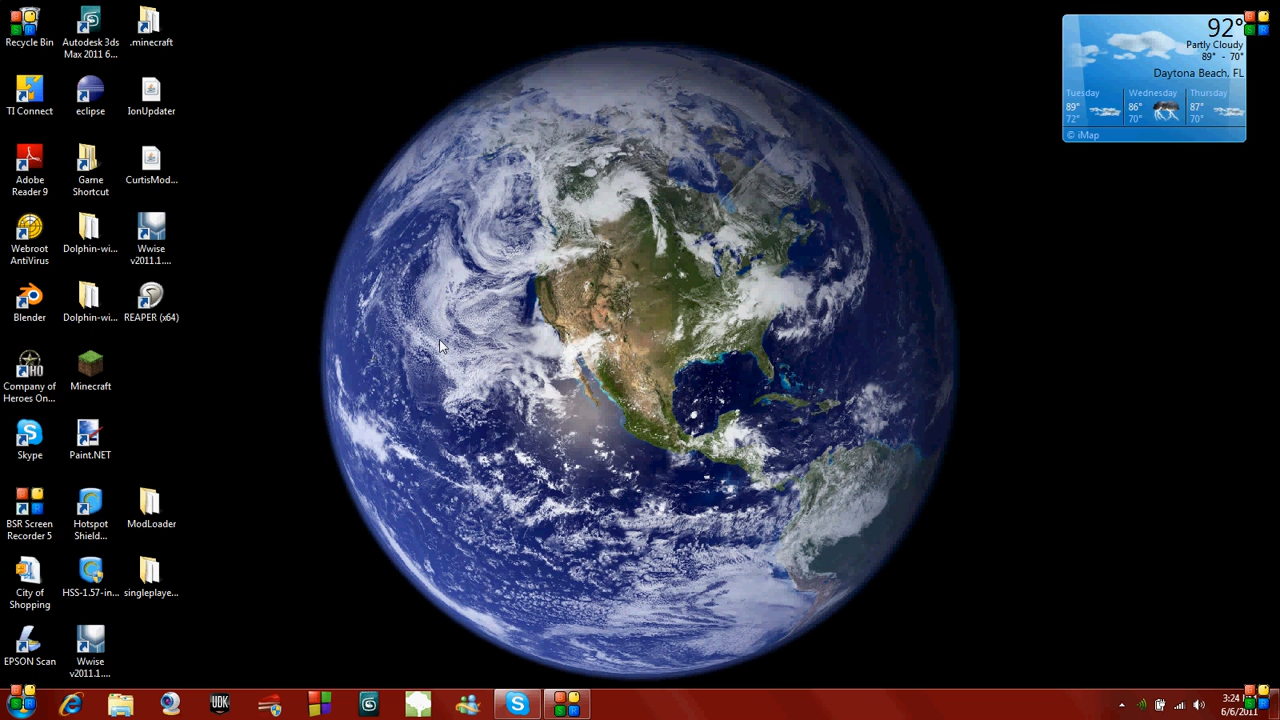 Recycle Bin
Autodesk 3ds
Max 2011 6...
.minecraft
TI Connect
eclipse
IonUpdater
Adobe
Reader 9
Game
Shortcut
CurtisMod...
Webroot
AntiVirus
Dolphin-wi...
Wwise
v2011.1....
Blender
Dolphin-wi...
REAPER (x64)
Company of
Heroes On...
Minecraft
Skype
Paint.NET
BSR Screen
Recorder 5
Hotspot
Shield...
ModLoader
City of
Shopping
HSS-1.57-in...
singleplaye...
EPSON Scan
Wwise
v2011.1....
92°
Partly Cloudy
89° - 70°
Daytona Beach, FL
Tuesday
89°
72°
Wednesday
86°
70°
Thursday
87°
70°
© iMap
UDK
3:24
6/6/2011